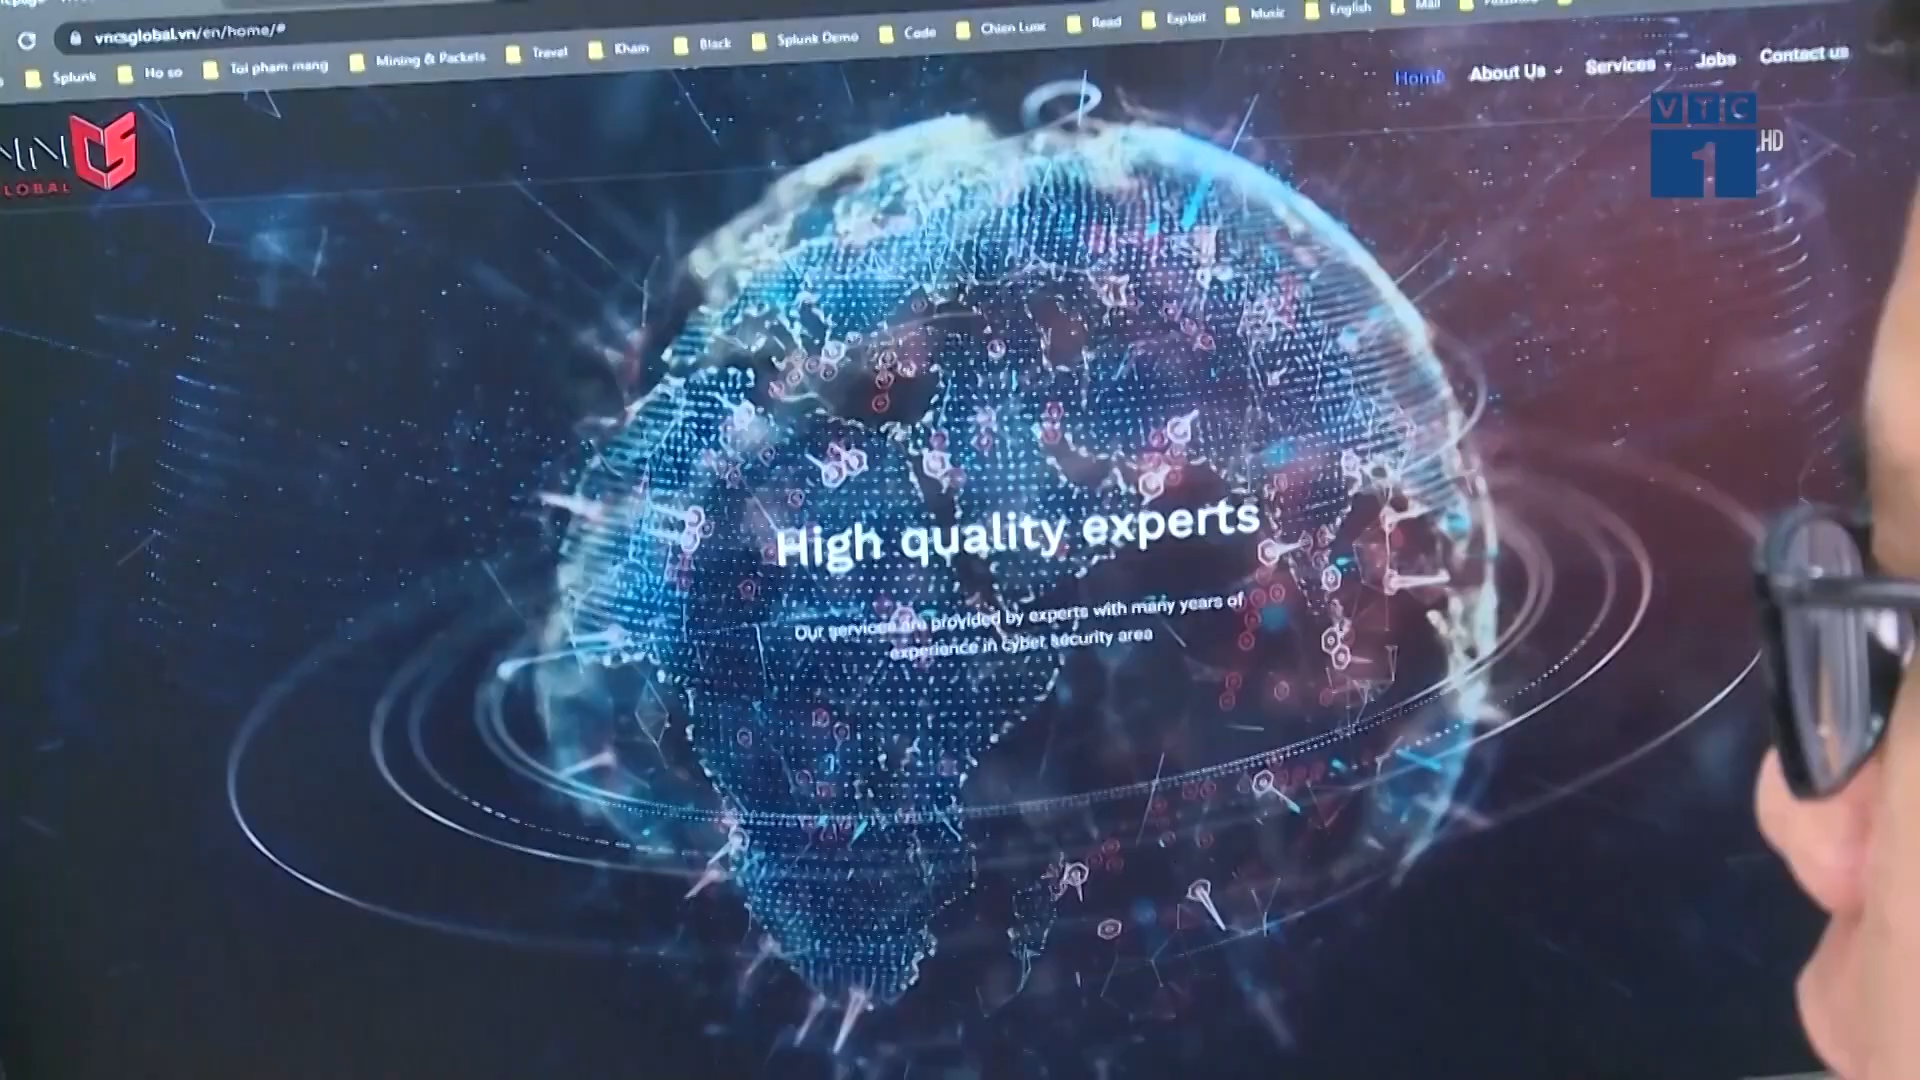 vncsglobal.vn/en/home/#
Splunk
Ho so
Toi pham mang
Mining & Packets
Travel
Kham
Black
Splunk Demo
Code
Chien Luoc
Read
Exploit
Music
English
Mail
Home
About Us
Services
Jobs
Contact us
CS
VTC
1
HD
High quality experts
Our services are provided by experts with many years of
experience in cyber security area